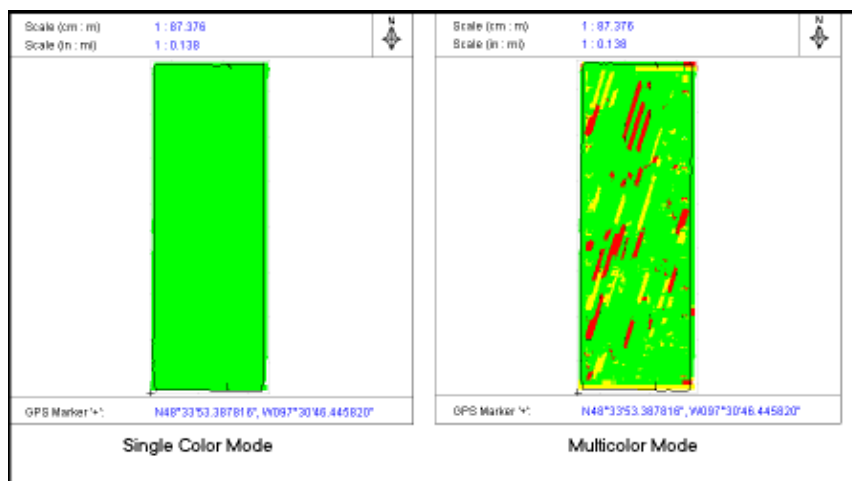 Scale (cm : m) 1 : 87.376
N
Scale (in : mi) 1 : 0.138
GPS Marker '+': N48°33'53.387816", W097°30'46.445820"
Single Color Mode
Scale (cm : m) 1 : 87.376
N
Scale (in : mi) 1 : 0.138
GPS Marker '+': N48°33'53.387816", W097°30'46.445820"
Multicolor Mode